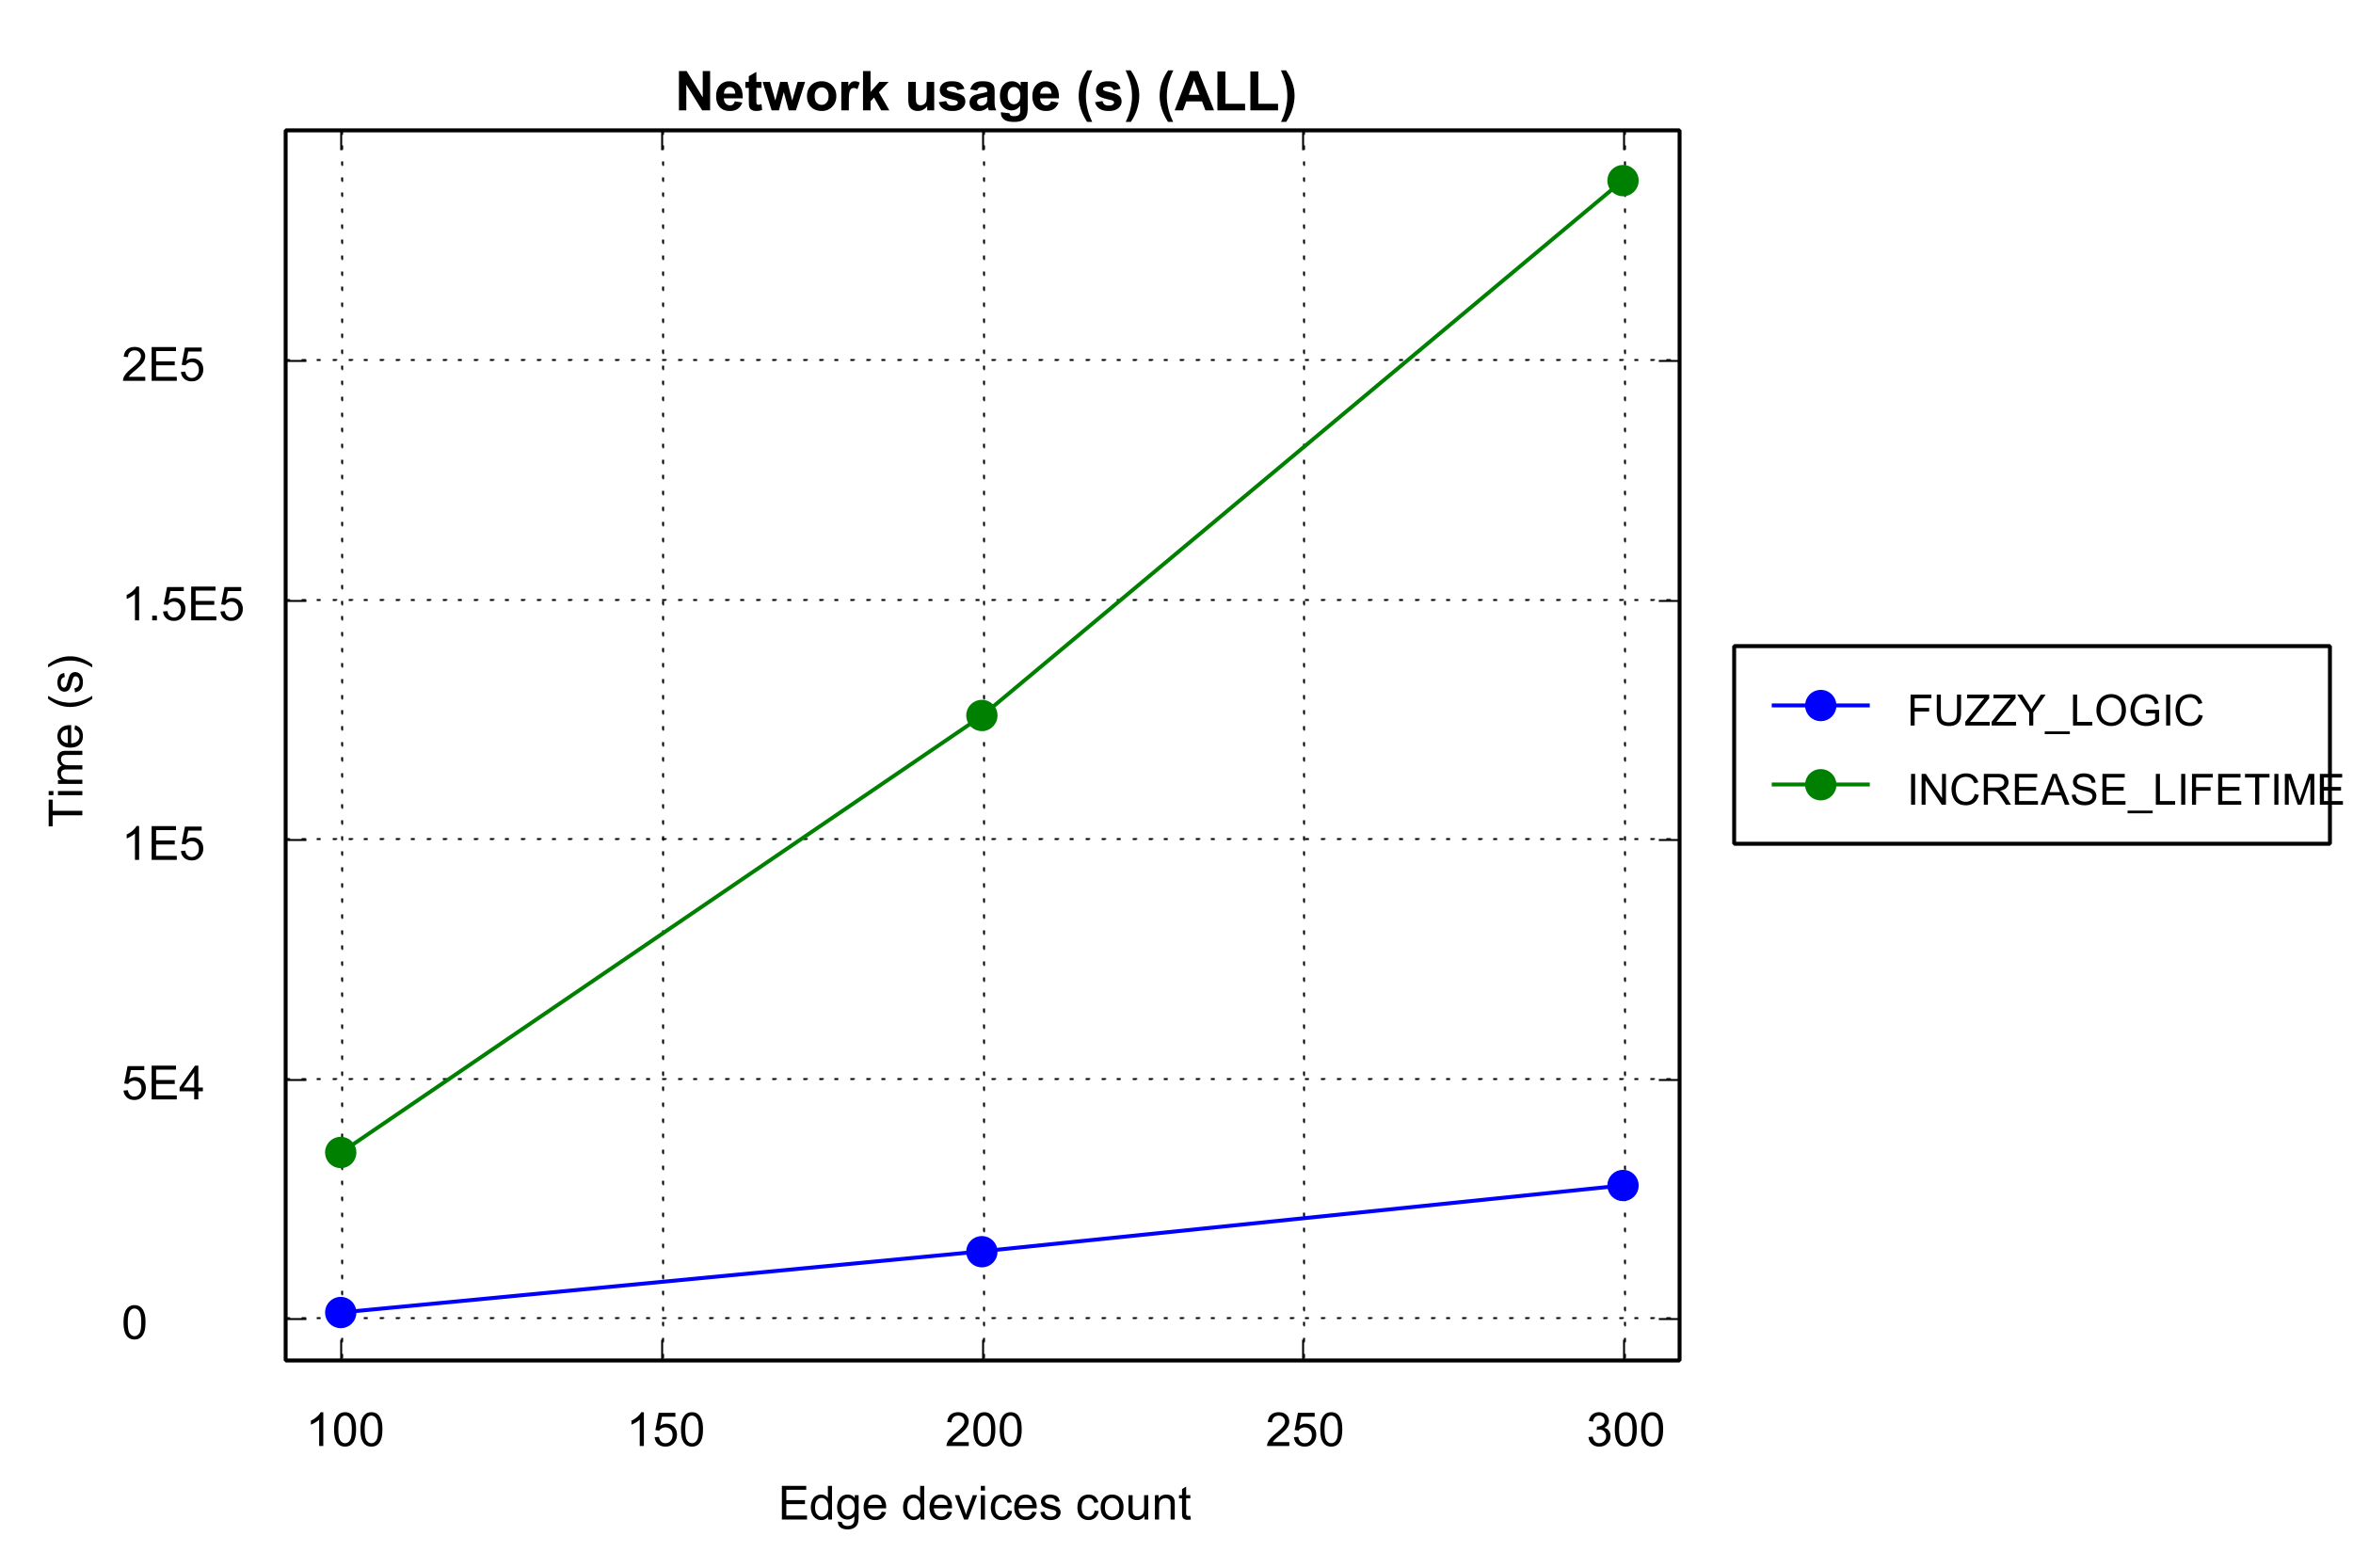 Network usage (s) (ALL)
2E5
1.5E5
1E5
5E4
0
Time (s)
100 150 200 250 300
Edge devices count
FUZZY_LOGIC
INCREASE_LIFETIME